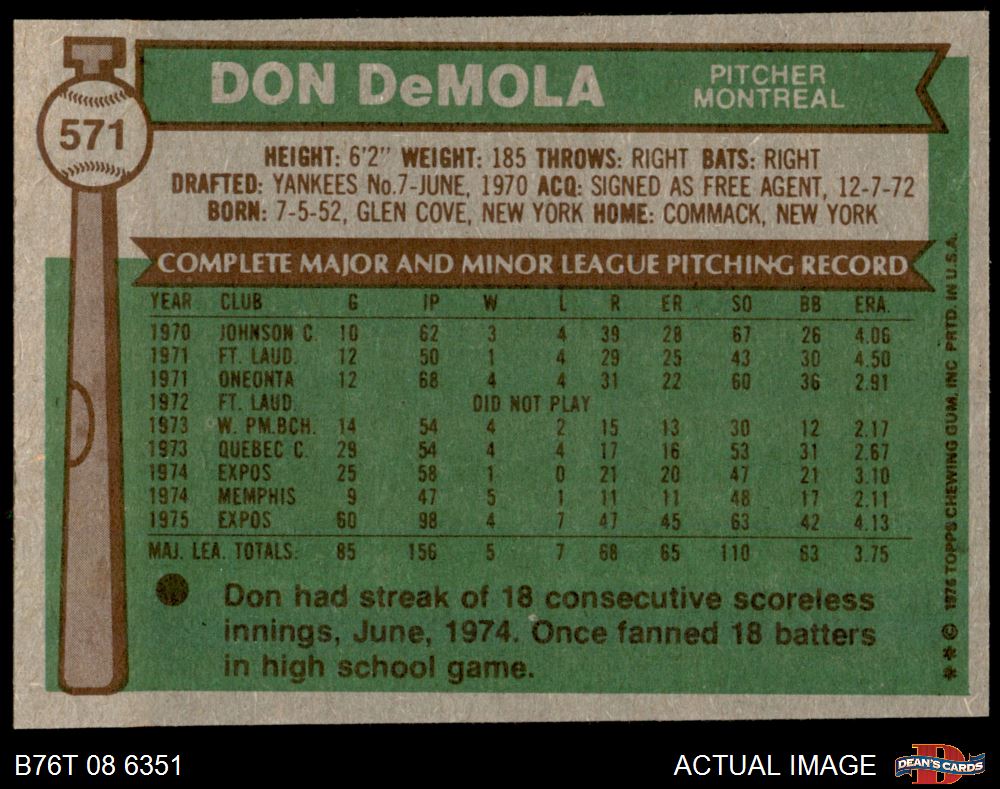 571
DON DeMOLA
PITCHER
MONTREAL
HEIGHT: 6'2" WEIGHT: 185 THROWS: RIGHT BATS: RIGHT
DRAFTED: YANKEES No.7-JUNE, 1970 ACQ: SIGNED AS FREE AGENT, 12-7-72
BORN: 7-5-52, GLEN COVE, NEW YORK HOME: COMMACK, NEW YORK
COMPLETE MAJOR AND MINOR LEAGUE PITCHING RECORD
YEAR CLUB G IP W L R ER SO BB ERA.
1970 JOHNSON C. 10 62 3 4 39 28 67 26 4.06
1971 FT. LAUD. 12 50 1 4 29 25 43 30 4.50
1971 ONEONTA 12 68 4 4 31 22 60 36 2.91
1972 FT. LAUD. DID NOT PLAY
1973 W. PM.BCH. 14 54 4 2 15 13 30 12 2.17
1973 QUEBEC C. 29 54 4 4 17 16 53 31 2.67
1974 EXPOS 25 58 1 0 21 20 47 21 3.10
1974 MEMPHIS 9 47 5 1 11 11 48 17 2.11
1975 EXPOS 60 98 4 7 47 45 63 42 4.13
MAJ. LEA. TOTALS. 85 156 5 7 68 65 110 63 3.75
Don had streak of 18 consecutive scoreless
innings, June, 1974. Once fanned 18 batters
in high school game.
* * © 1976 TOPPS CHEWING GUM, INC. PRTD. IN U.S.A.
B76T 08 6351
ACTUAL IMAGE
D
DEAN'S CARDS